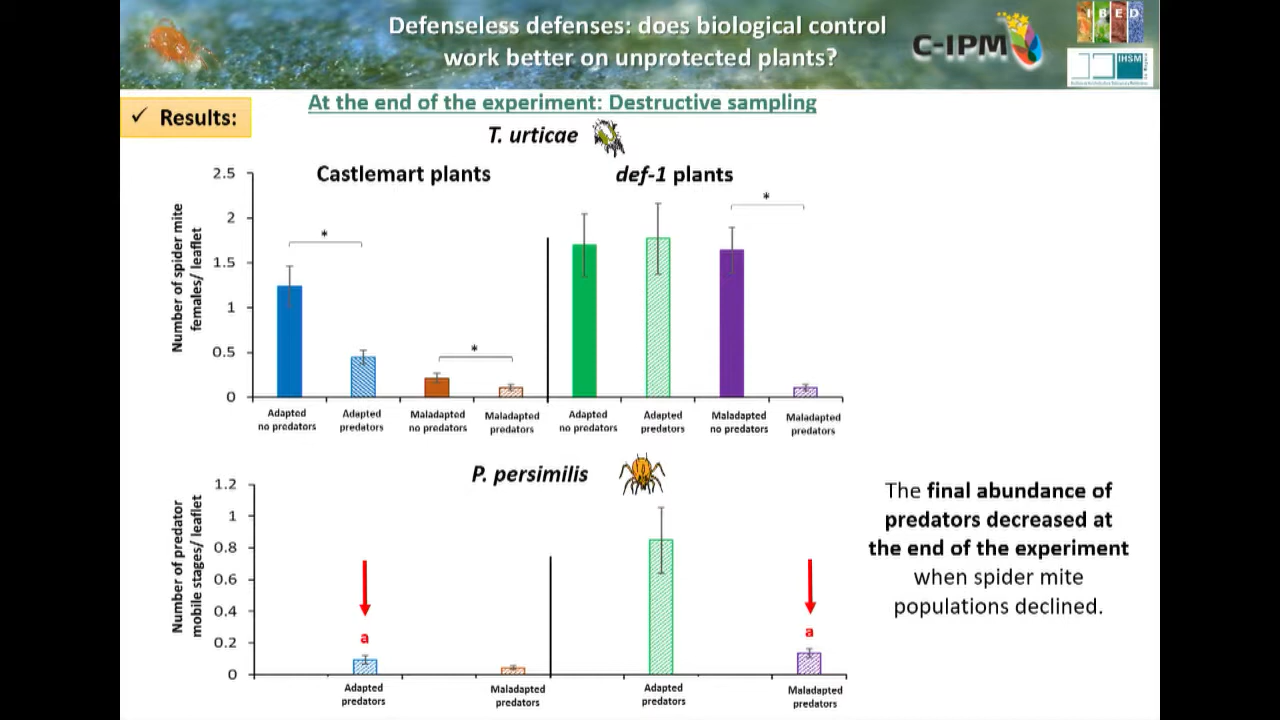 Defenseless defenses: does biological control
work better on unprotected plants?
C-IPM
I B E D
IHSM
✓ Results:
At the end of the experiment: Destructive sampling
T. urticae
Castlemart plants
def-1 plants
Number of spider mite
females/ leaflet
2.5
2
1.5
1
0.5
0
*
*
*
Adapted
no predators
Adapted
predators
Maladapted
no predators
Maladapted
predators
Adapted
no predators
Adapted
predators
Maladapted
no predators
Maladapted
predators
P. persimilis
Number of predator
mobile stages/ leaflet
1.2
1
0.8
0.6
0.4
0.2
0
a
a
Adapted
predators
Maladapted
predators
Adapted
predators
Maladapted
predators
The final abundance of
predators decreased at
the end of the experiment
when spider mite
populations declined.